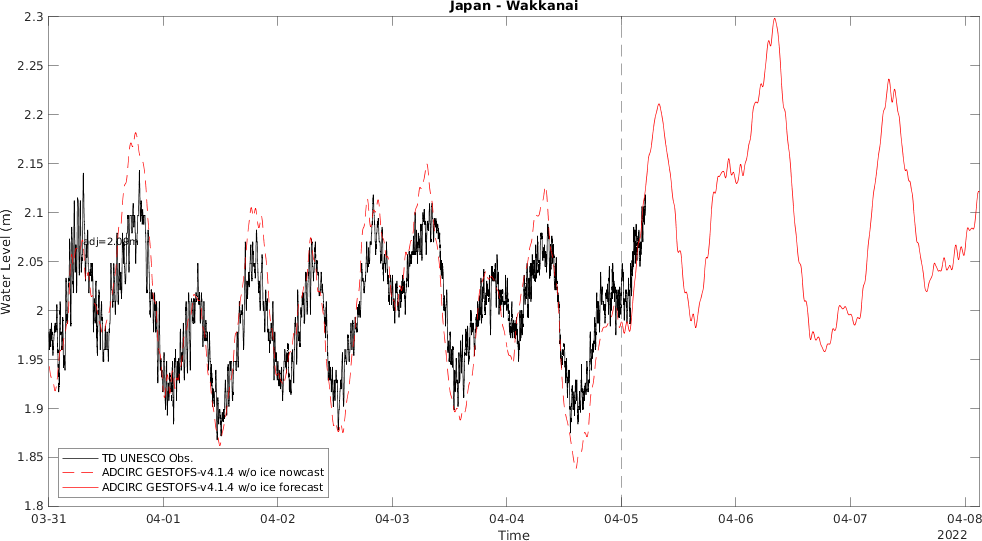 Japan - Wakkanai
Water Level (m)
2.3
2.25
2.2
2.15
2.1
2.05
2
1.95
1.9
1.85
1.8
TD UNESCO Obs.
ADCIRC GESTOFS-v4.1.4 w/o ice nowcast
ADCIRC GESTOFS-v4.1.4 w/o ice forecast
03-31 04-01 04-02 04-03 04-04 04-05 04-06 04-07 04-08
Time
2022